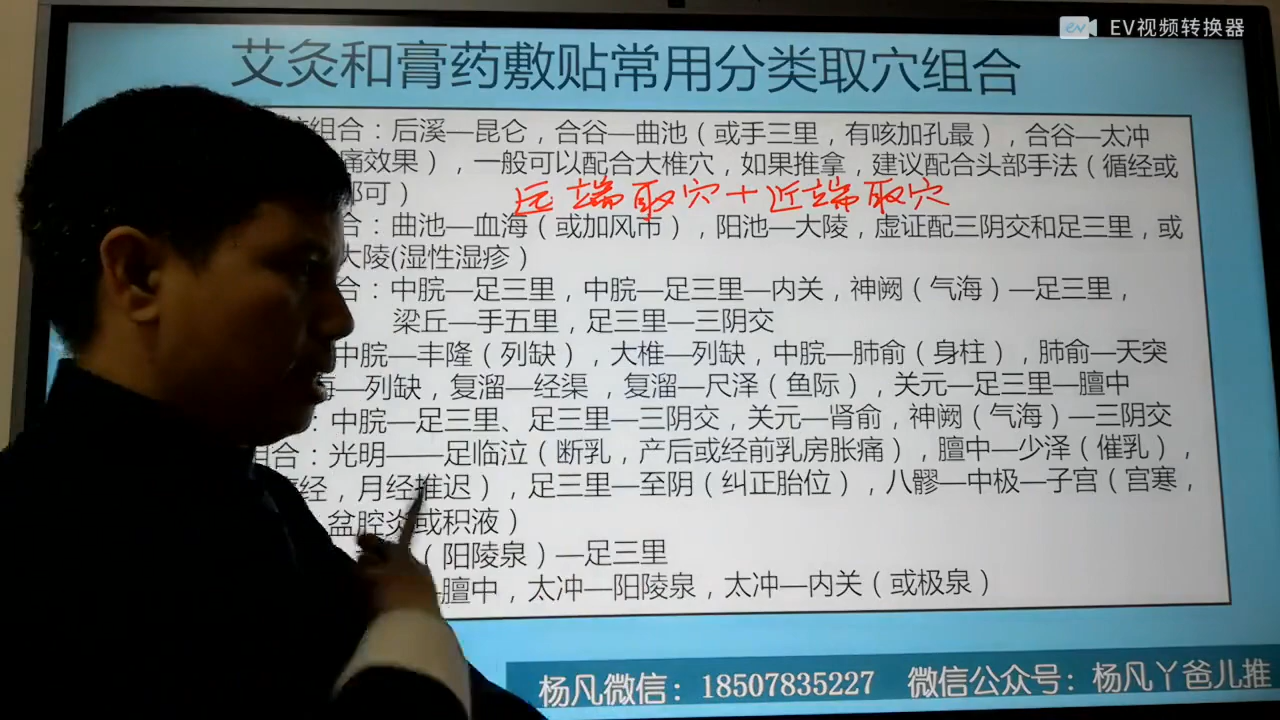 EV视频转换器
艾灸和膏药敷贴常用分类取穴组合
组合：后溪—昆仑，合谷—曲池（或手三里，有咳加孔最），合谷—太冲
痛效果），一般可以配合大椎穴，如果推拿，建议配合头部手法（循经或
即可）
远端取穴＋近端取穴
合：曲池—血海（或加风市），阳池—大陵，虚证配三阴交和足三里，或
大陵(湿性湿疹）
合：中脘—足三里，中脘—足三里—内关，神阙（气海）—足三里，
梁丘—手五里，足三里—三阴交
中脘—丰隆（列缺），大椎—列缺，中脘—肺俞（身柱），肺俞—天突
海—列缺，复溜—经渠，复溜—尺泽（鱼际），关元—足三里—膻中
：中脘—足三里、足三里—三阴交，关元—肾俞，神阙（气海）—三阴交
组合：光明——足临泣（断乳，产后或经前乳房胀痛），膻中—少泽（催乳），
经，月经推迟），足三里—至阴（纠正胎位），八髎—中极—子宫（宫寒，
盆腔炎或积液）
（阳陵泉）—足三里
—膻中，太冲—阳陵泉，太冲—内关（或极泉）
杨凡微信：18507835227 微信公众号：杨凡丫爸儿推